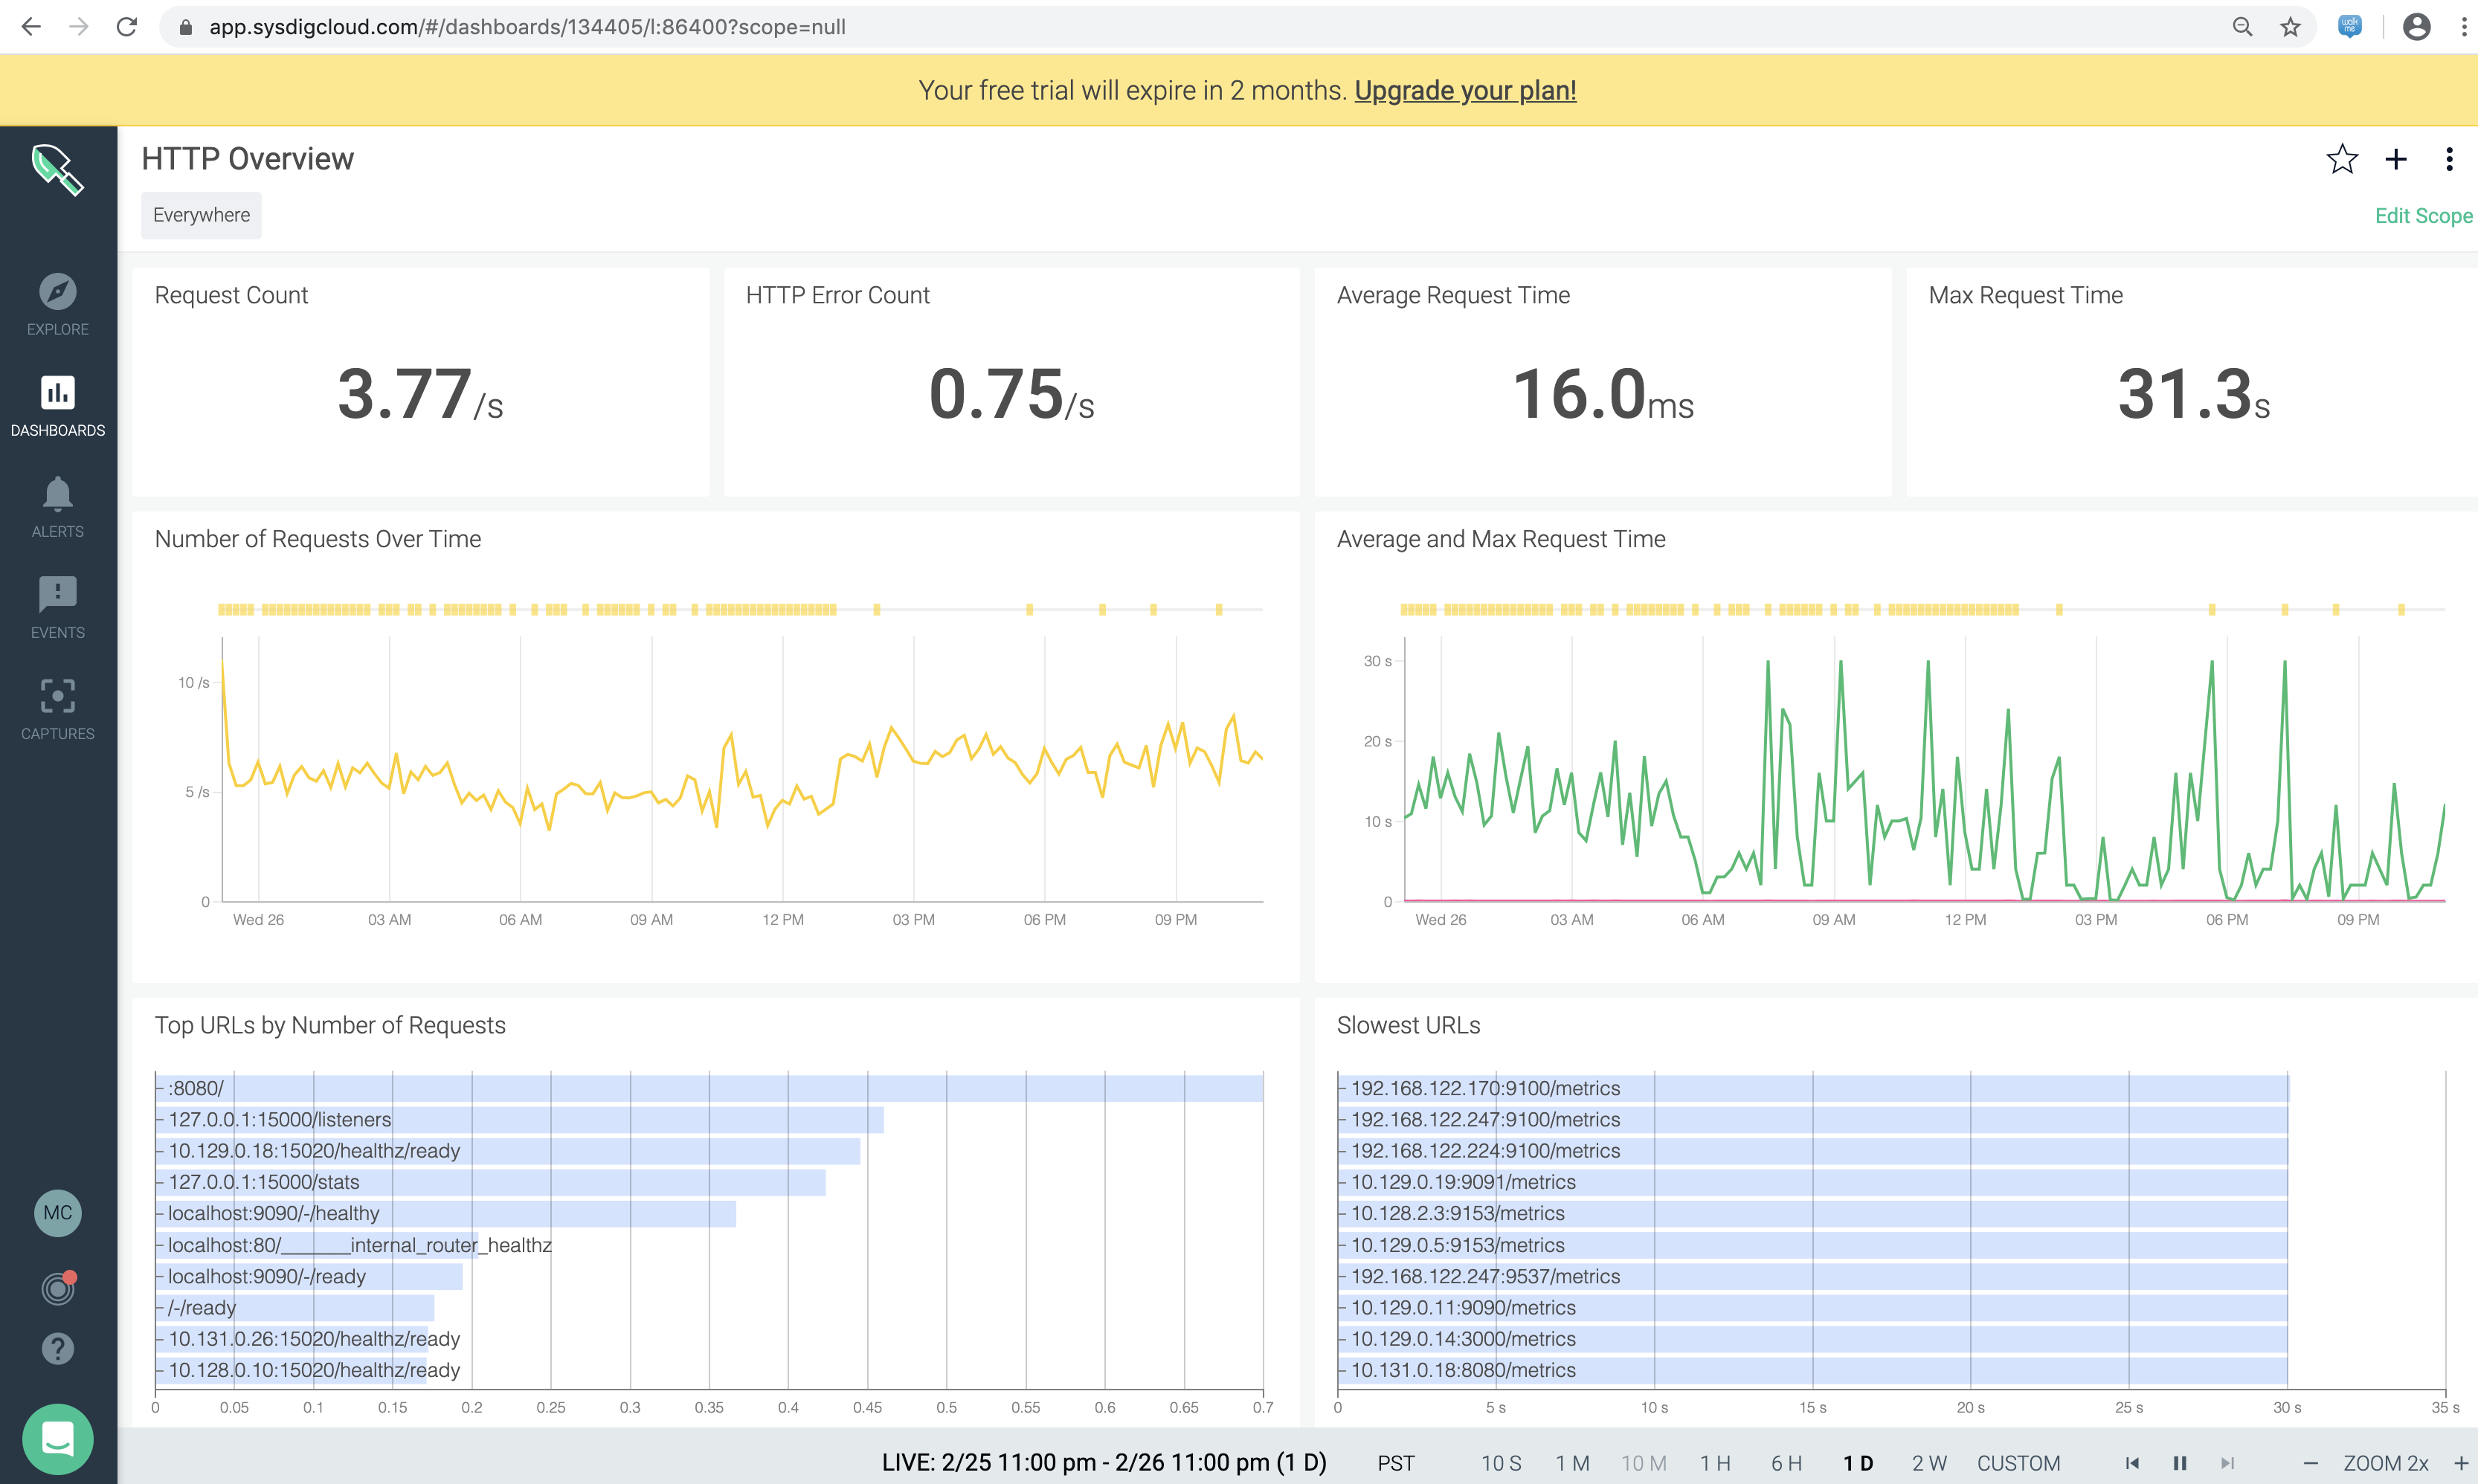 app.sysdigcloud.com/#/dashboards/134405/l:86400?scope=null
walk me
Your free trial will expire in 2 months. Upgrade your plan!
HTTP Overview
Everywhere
Edit Scope
EXPLORE
DASHBOARDS
ALERTS
EVENTS
CAPTURES
MC
?
Request Count
3.77/s
HTTP Error Count
0.75/s
Average Request Time
16.0ms
Max Request Time
31.3s
Number of Requests Over Time
10 /s
5 /s
0
Wed 26 03 AM 06 AM 09 AM 12 PM 03 PM 06 PM 09 PM
Average and Max Request Time
30 s
20 s
10 s
0
Wed 26 03 AM 06 AM 09 AM 12 PM 03 PM 06 PM 09 PM
Top URLs by Number of Requests
:8080/
127.0.0.1:15000/listeners
10.129.0.18:15020/healthz/ready
127.0.0.1:15000/stats
localhost:9090/-/healthy
localhost:80/_______internal_router_healthz
localhost:9090/-/ready
/-/ready
10.131.0.26:15020/healthz/ready
10.128.0.10:15020/healthz/ready
0 0.05 0.1 0.15 0.2 0.25 0.3 0.35 0.4 0.45 0.5 0.55 0.6 0.65 0.7
Slowest URLs
192.168.122.170:9100/metrics
192.168.122.247:9100/metrics
192.168.122.224:9100/metrics
10.129.0.19:9091/metrics
10.128.2.3:9153/metrics
10.129.0.5:9153/metrics
192.168.122.247:9537/metrics
10.129.0.11:9090/metrics
10.129.0.14:3000/metrics
10.131.0.18:8080/metrics
0 5 s 10 s 15 s 20 s 25 s 30 s 35 s
LIVE: 2/25 11:00 pm - 2/26 11:00 pm (1 D) PST 10 S 1 M 10 M 1 H 6 H 1 D 2 W CUSTOM ZOOM 2x